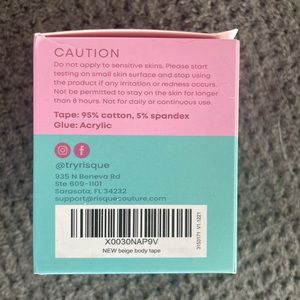 CAUTION
Do not apply to sensitive skins. Please start
testing on small skin surface and stop using
the product if any irritation or redness occurs.
Not be permitted to stay on the skin for longer
than 8 hours. Not for daily or continuous use.
Tape: 95% cotton, 5% spandex
Glue: Acrylic
@tryrisque
935 N Beneva Rd
Ste 609-1101
Sarasota, FL 34232
support@risquecouture.com
X0030NAP9V
NEW beige body tape
3152171 V1.1221